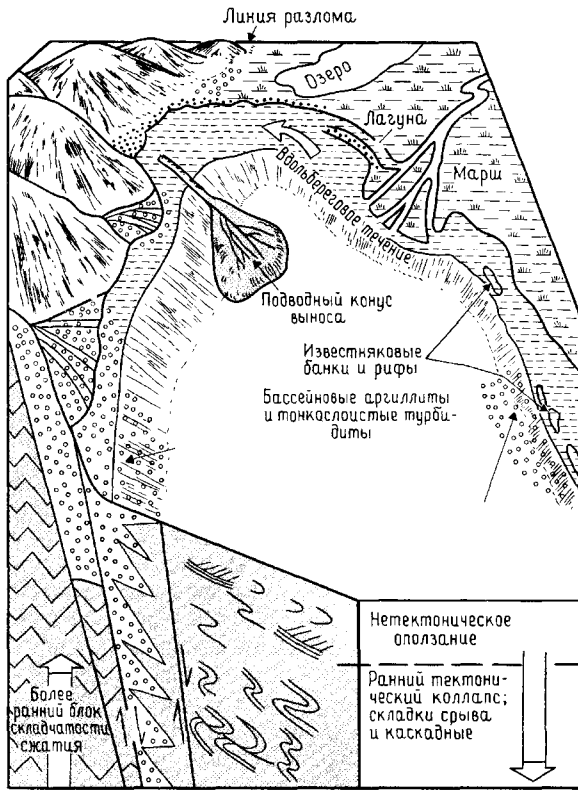 Линия разлома
Озеро
Лагуна
Марш
Вдольбереговое течение
Подводный конус
выноса
Известняковые
банки и рифы
Бассейновые аргиллиты
и тонкослоистые турби-
диты
Нетектоническое
оползание
Ранний тектони-
ческий коллапс;
складки срыва
и каскадные
Более
ранний блок
складчатости
сжатия